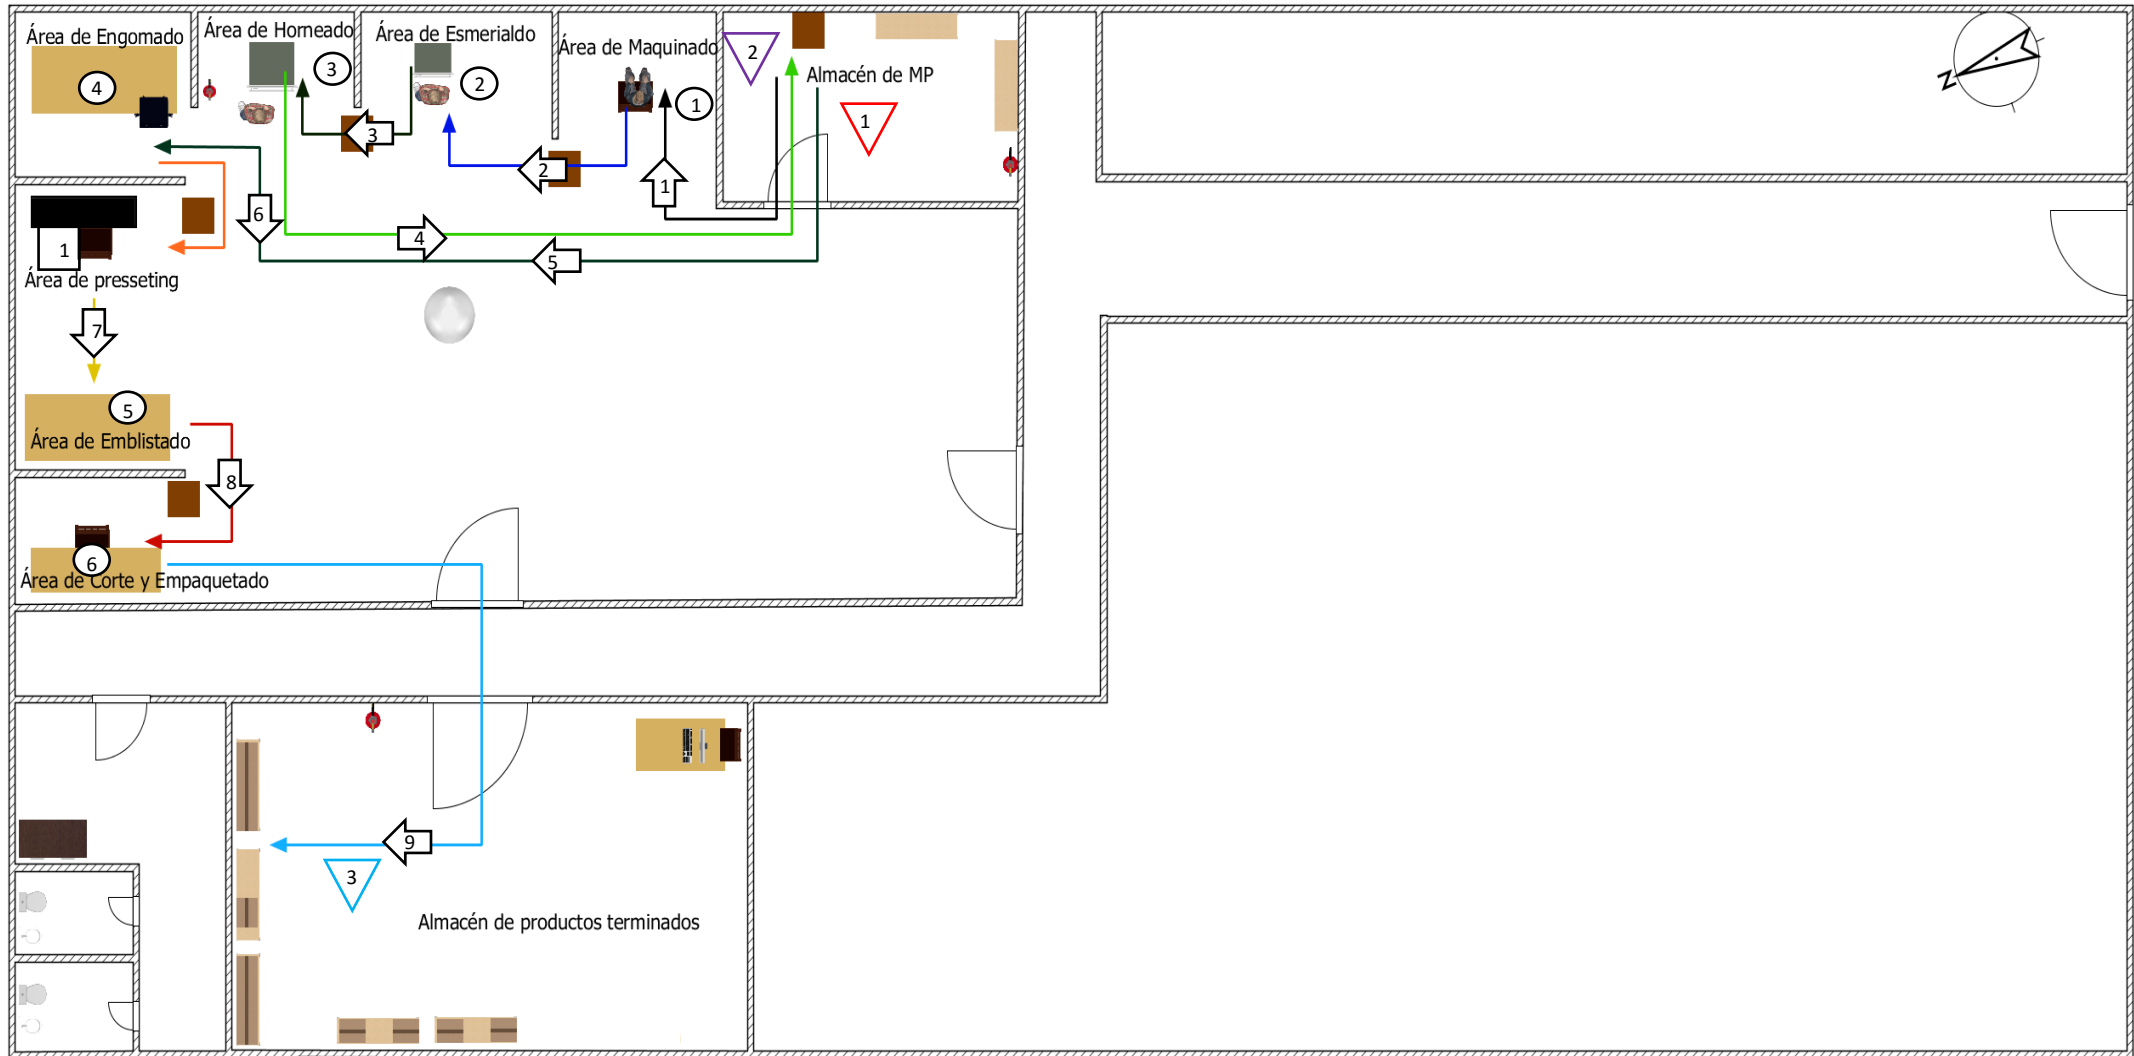 Área de Engomado
4
Área de Horneado
3
Área de Esmerialdo
2
Área de Maquinado
1
2
Almacén de MP
1
N
3
2
1
6
4
5
1
Área de presseting
7
5
Área de Emblistado
8
6
Área de Corte y Empaquetado
9
3
Almacén de productos terminados